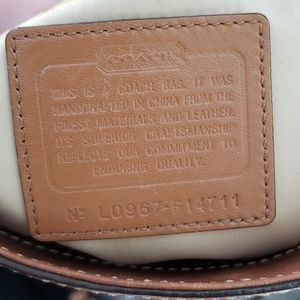 COACH
THIS IS A COACH BAG. IT WAS
HANDCRAFTED IN CHINA FROM THE
FINEST MATERIALS AND LEATHER.
ITS SUPERIOR CRAFTSMANSHIP
REFLECTS OUR COMMITMENT TO
ENDURING QUALITY.
Nº L0967-F14711